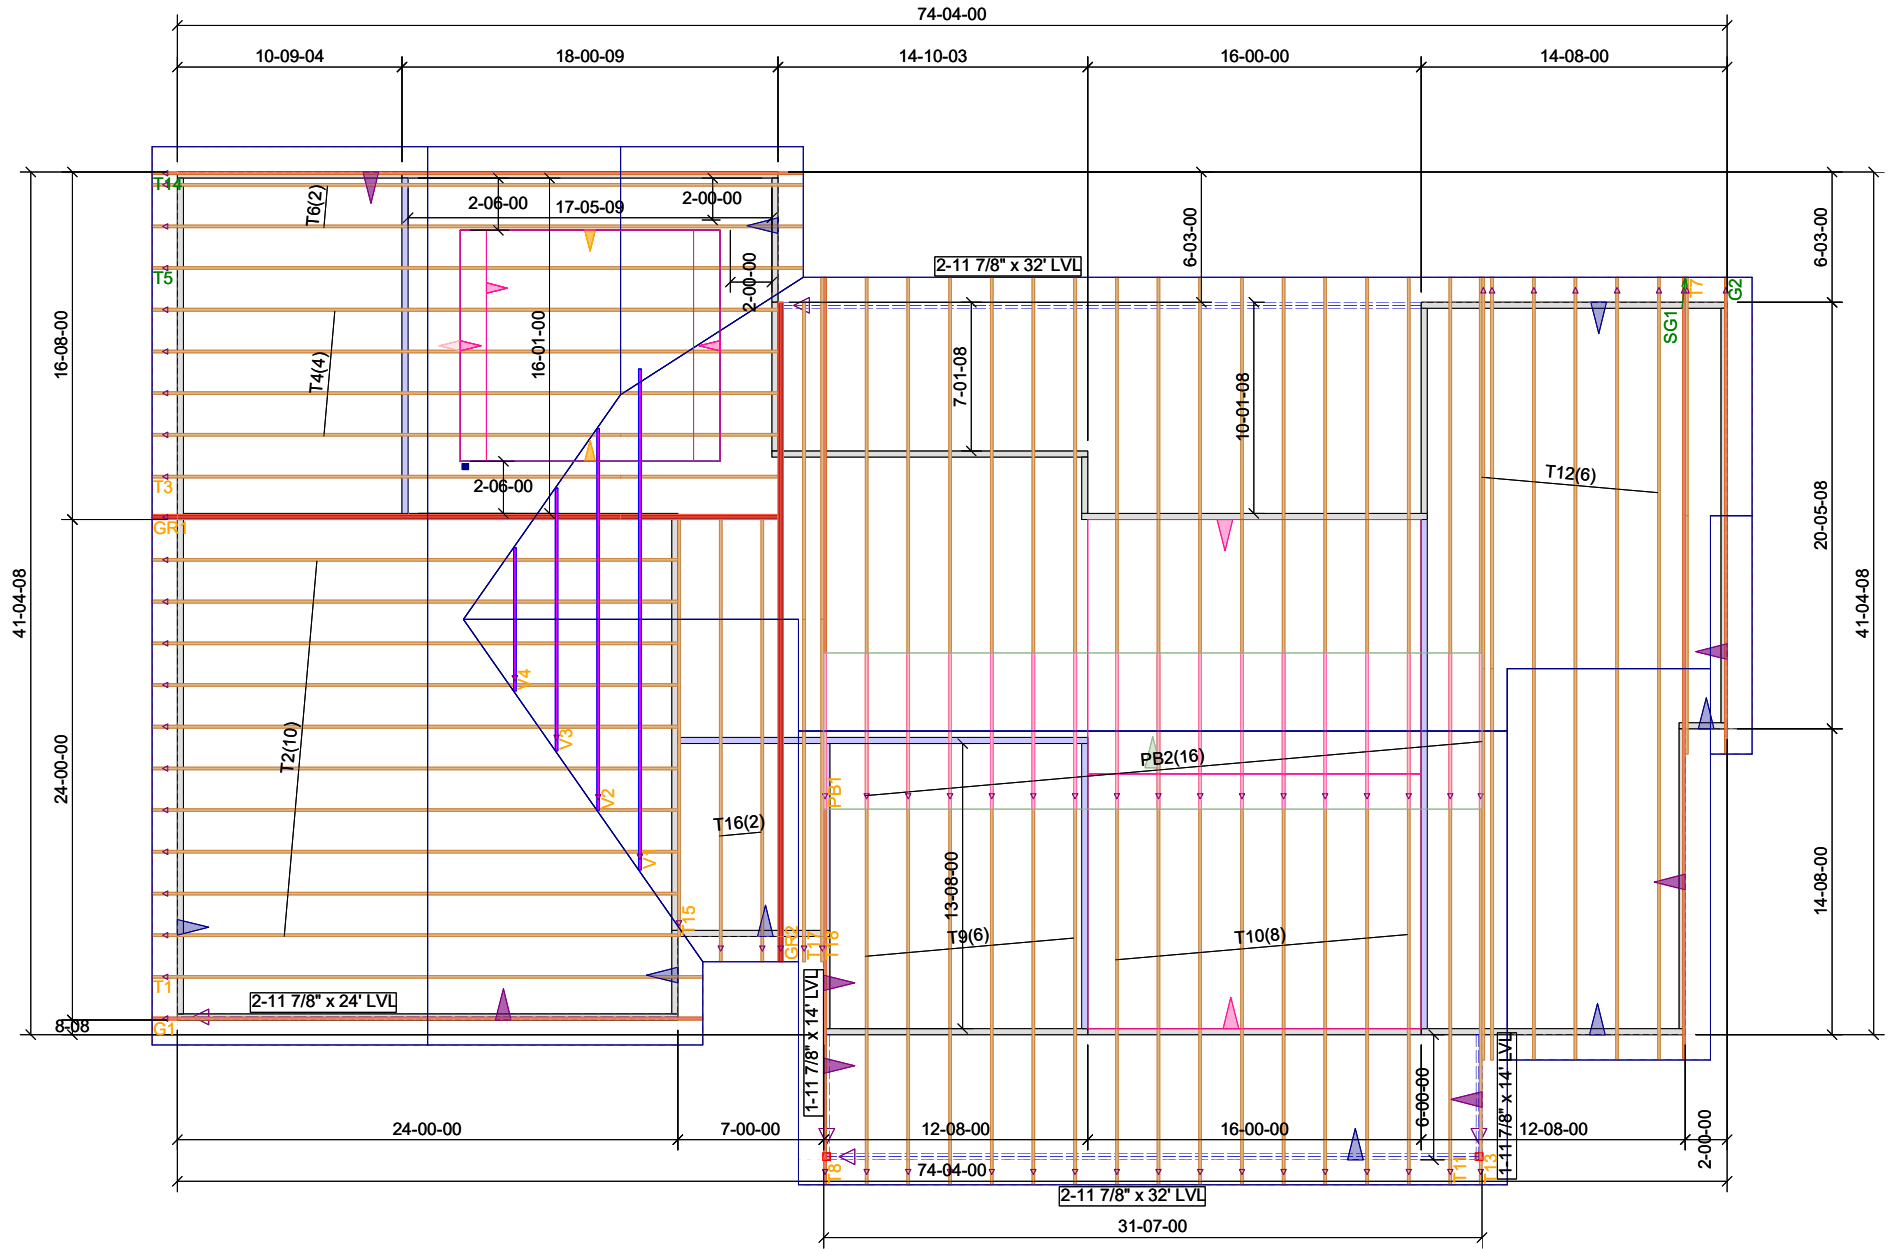 74-04-00
10-09-04
18-00-09
14-10-03
16-00-00
14-08-00
T14
T6(2)
2-06-00
17-05-09
2-00-00
6-03-00
6-03-00
T5
2-00-00
2-11 7/8" x 32' LVL
T7
G2
SG1
16-08-00
T4(4)
16-01-00
7-01-08
10-01-08
T3
2-06-00
T12(6)
20-05-08
GR1
41-04-08
41-04-08
V4
T2(10)
V3
24-00-00
V2
PB1
PB2(16)
T16(2)
V1
13-08-00
14-08-00
T15
GR2
T17
T18
T9(6)
T10(8)
T1
2-11 7/8" x 24' LVL
G1
8-08
1-11 7/8" x 14' LVL
6-00-00
1-11 7/8" x 14' LVL
24-00-00
7-00-00
12-08-00
16-00-00
12-08-00
2-00-00
T8
74-04-00
T11
T13
2-11 7/8" x 32' LVL
31-07-00